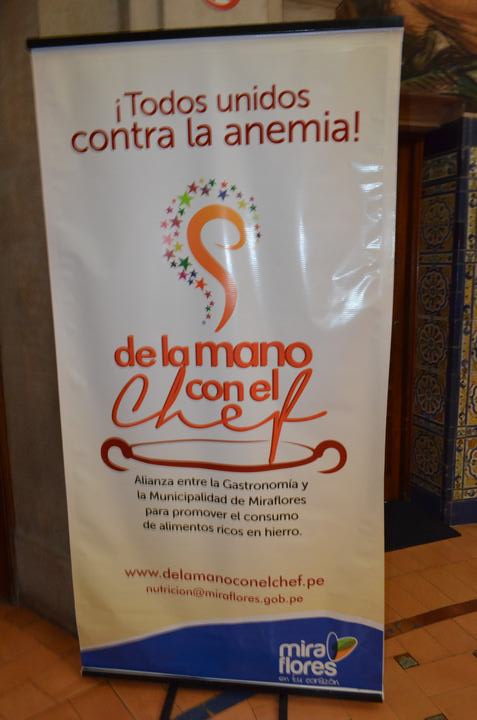 ¡Todos unidos
contra la anemia!
de la mano
con el
Chef
Alianza entre la Gastronomía y
la Municipalidad de Miraflores
para promover el consumo
de alimentos ricos en hierro.
www.delamanoconelchef.pe
nutricion@miraflores.gob.pe
mira
flores
en tu corazón